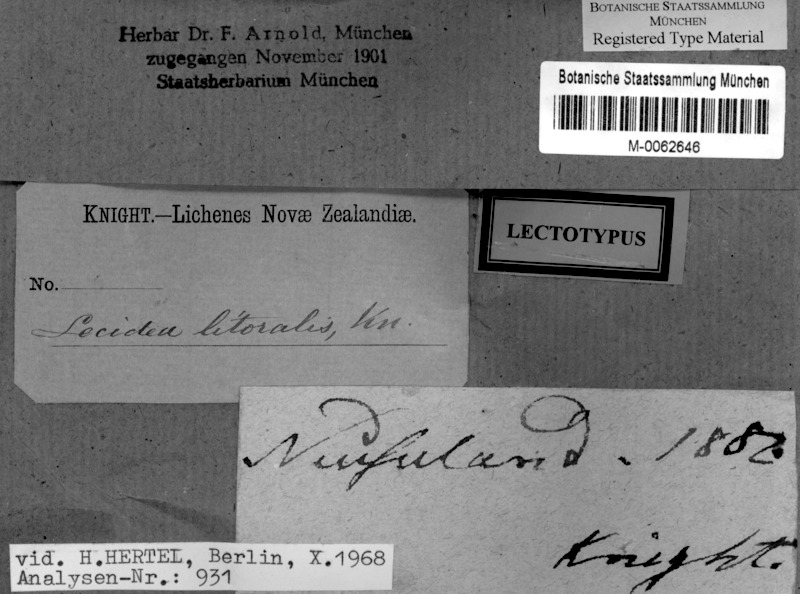 Herbar Dr. F. Arnold, München
zugegangen November 1901
Staatsherbarium München
BOTANISCHE STAATSSAMMLUNG
MÜNCHEN
Registered Type Material
Botanische Staatssammlung München
M-0062646
KNIGHT.—Lichenes Novæ Zealandiæ.
No.
Lecidea litoralis, Kn.
LECTOTYPUS
Neuseeland. 1882
Knight.
vid. H.HERTEL, Berlin, X.1968
Analysen-Nr.: 931